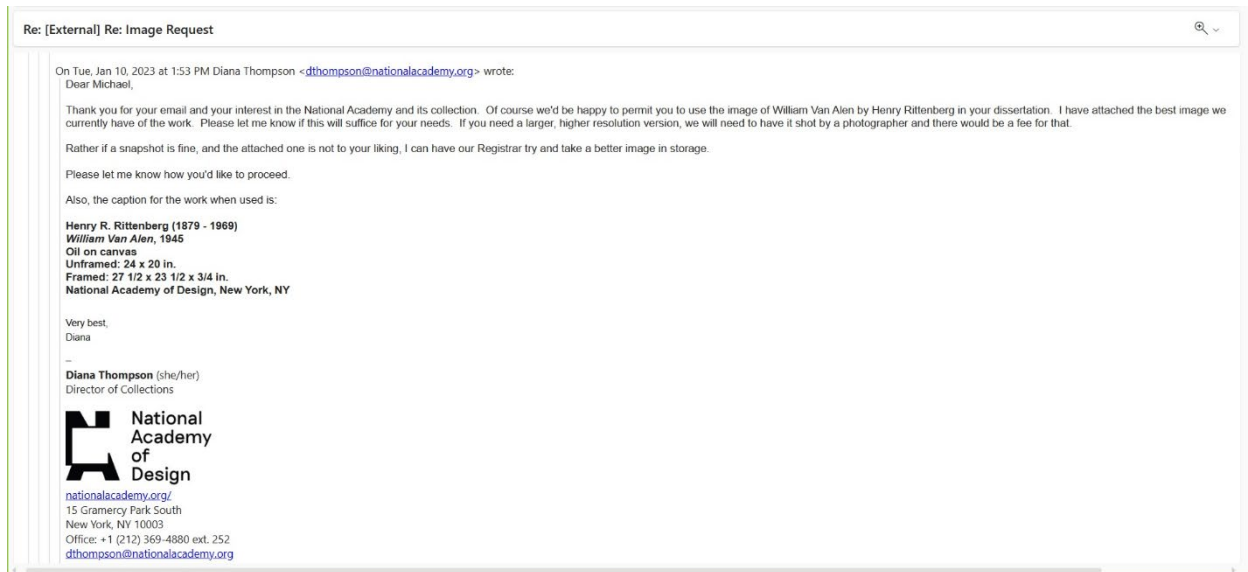 Re: [External] Re: Image Request
On Tue, Jan 10, 2023 at 1:53 PM Diana Thompson <dthompson@nationalacademy.org> wrote:
Dear Michael,
Thank you for your email and your interest in the National Academy and its collection.  Of course we'd be happy to permit you to use the image of William Van Alen by Henry Rittenberg in your dissertation.  I have attached the best image we
currently have of the work.  Please let me know if this will suffice for your needs.  If you need a larger, higher resolution version, we will need to have it shot by a photographer and there would be a fee for that.
Rather if a snapshot is fine, and the attached one is not to your liking, I can have our Registrar try and take a better image in storage.
Please let me know how you'd like to proceed.
Also, the caption for the work when used is:
Henry R. Rittenberg (1879 - 1969)
William Van Alen, 1945
Oil on canvas
Unframed: 24 x 20 in.
Framed: 27 1/2 x 23 1/2 x 3/4 in.
National Academy of Design, New York, NY
Very best,
Diana
–
Diana Thompson (she/her)
Director of Collections
National
Academy
of
Design
nationalacademy.org/
15 Gramercy Park South
New York, NY 10003
Office: +1 (212) 369-4880 ext. 252
dthompson@nationalacademy.org